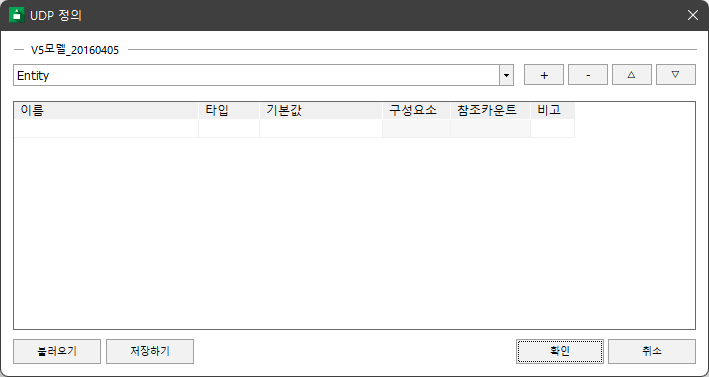 UDP 정의
V5모델_20160405
Entity
+ -  △ ▽
이름 타입 기본값 구성요소 참조카운트 비고
불러오기 저장하기 확인 취소